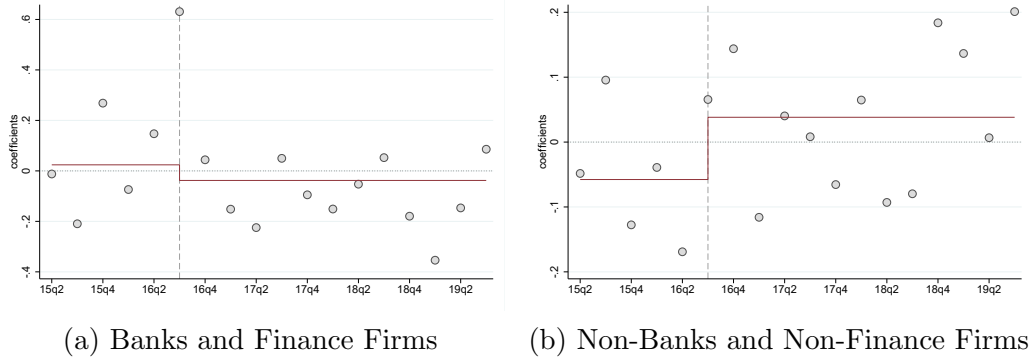 coefficients
.6
.4
.2
0
-.2
-.4
15q2 15q4 16q2 16q4 17q2 17q4 18q2 18q4 19q2
(a) Banks and Finance Firms
coefficients
.2
.1
0
-.1
-.2
15q2 15q4 16q2 16q4 17q2 17q4 18q2 18q4 19q2
(b) Non-Banks and Non-Finance Firms